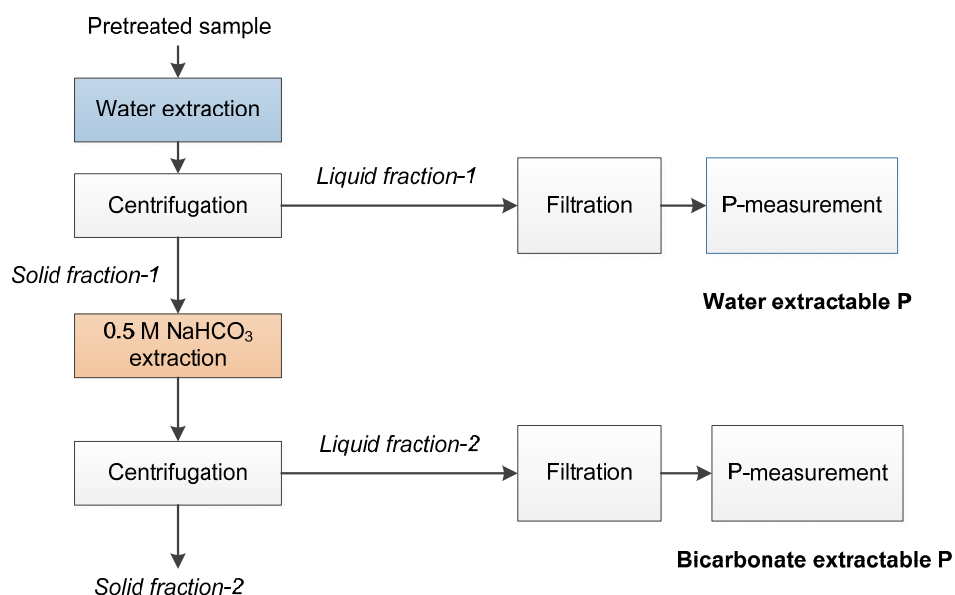 Pretreated sample
Water extraction
Centrifugation
Liquid fraction-1
Filtration
P-measurement
Solid fraction-1
Water extractable P
0.5 M NaHCO₃
extraction
Centrifugation
Liquid fraction-2
Filtration
P-measurement
Bicarbonate extractable P
Solid fraction-2